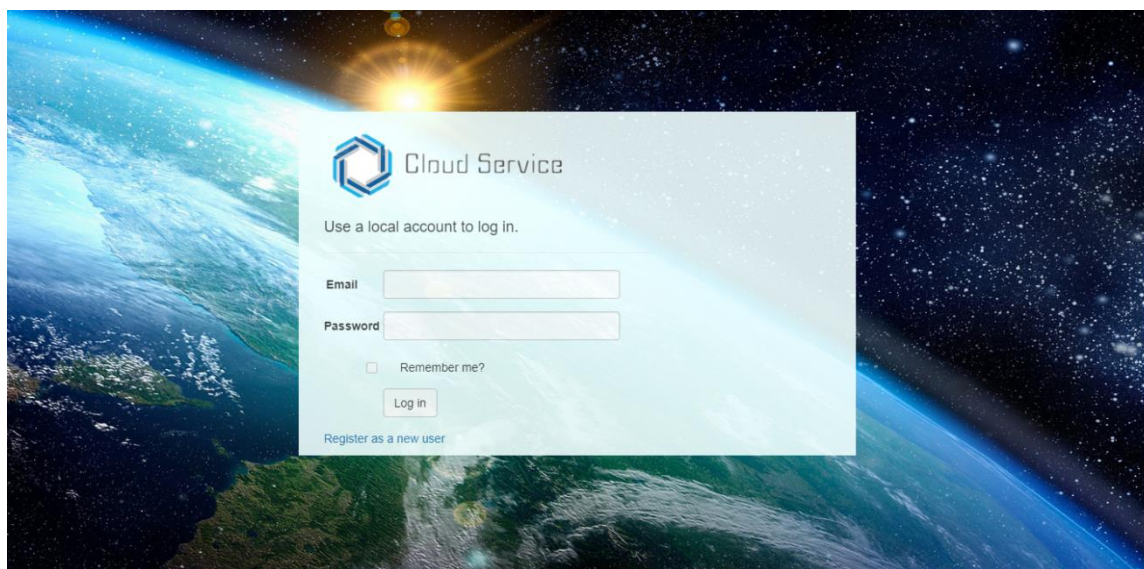 Cloud Service
Use a local account to log in.
Email
Password
Remember me?
Log in
Register as a new user